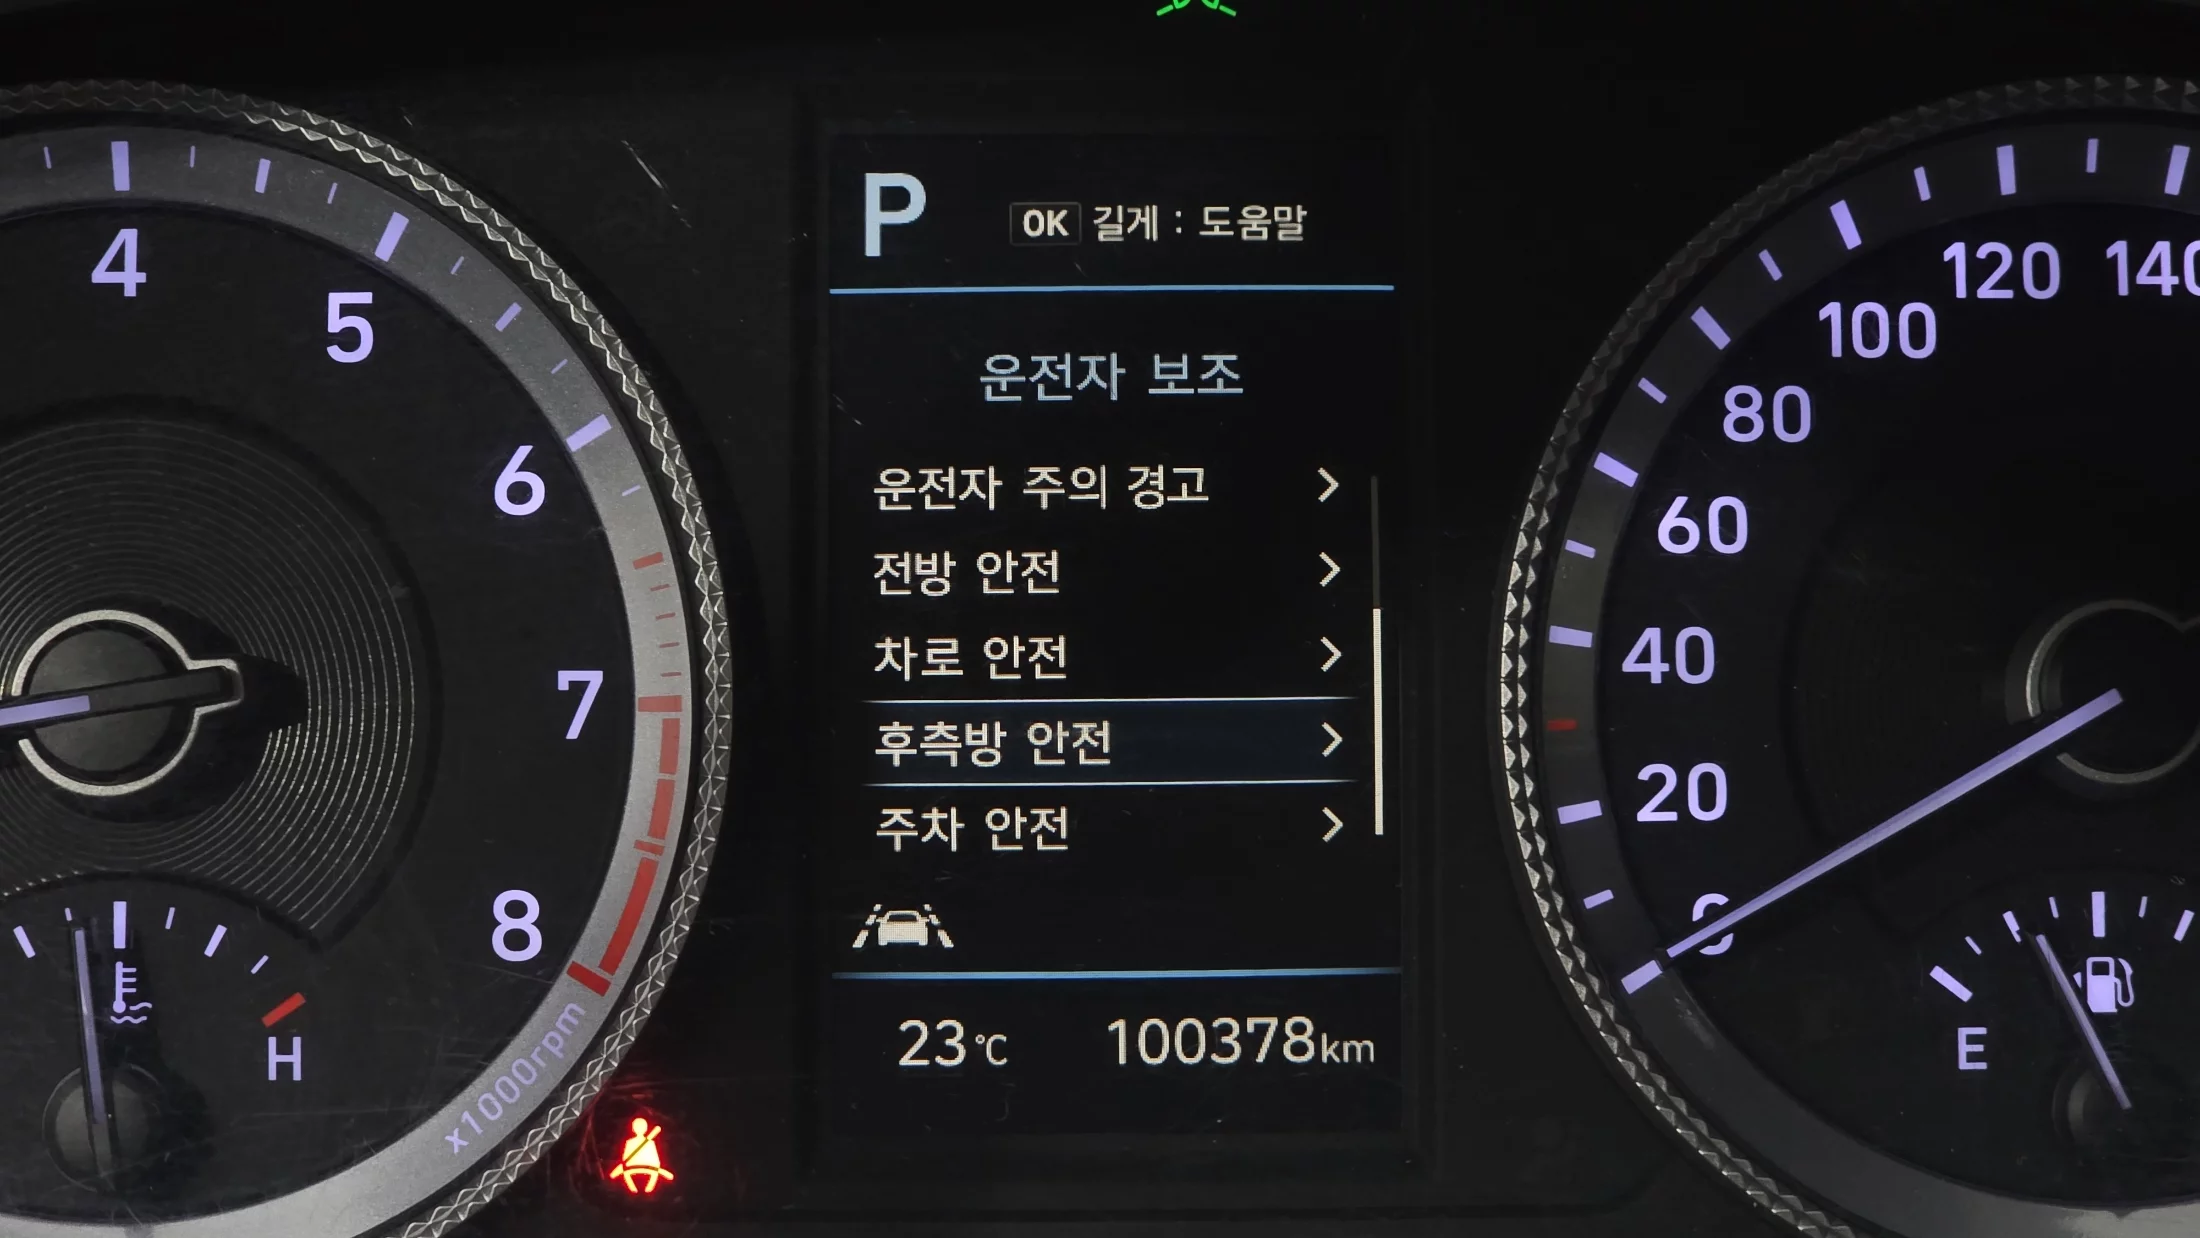 P
OK 길게 : 도움말
운전자 보조
운전자 주의 경고
전방 안전
차로 안전
후측방 안전
주차 안전
23℃ 100378km
4
5
6
7
8
x1000rpm
H
140
120
100
80
60
40
20
0
E